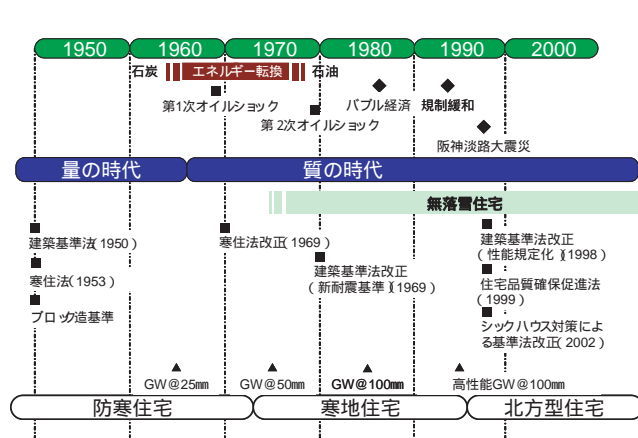 1950 1960 1970 1980 1990 2000
石炭 エネルギー転換 石油
第1次オイルショック
バブル経済 規制緩和
第2次オイルショック
阪神淡路大震災
量の時代 質の時代
無落雪住宅
建築基準法(1950)
寒住法改正(1969)
建築基準法改正
(性能規定化)(1998)
寒住法(1953)
建築基準法改正
(新耐震基準)(1969)
住宅品質確保促進法
(1999)
ブロック造基準
シックハウス対策によ
る基準法改正(2002)
GW@25㎜ GW@50㎜ GW@100㎜ 高性能GW@100㎜
防寒住宅 寒地住宅 北方型住宅